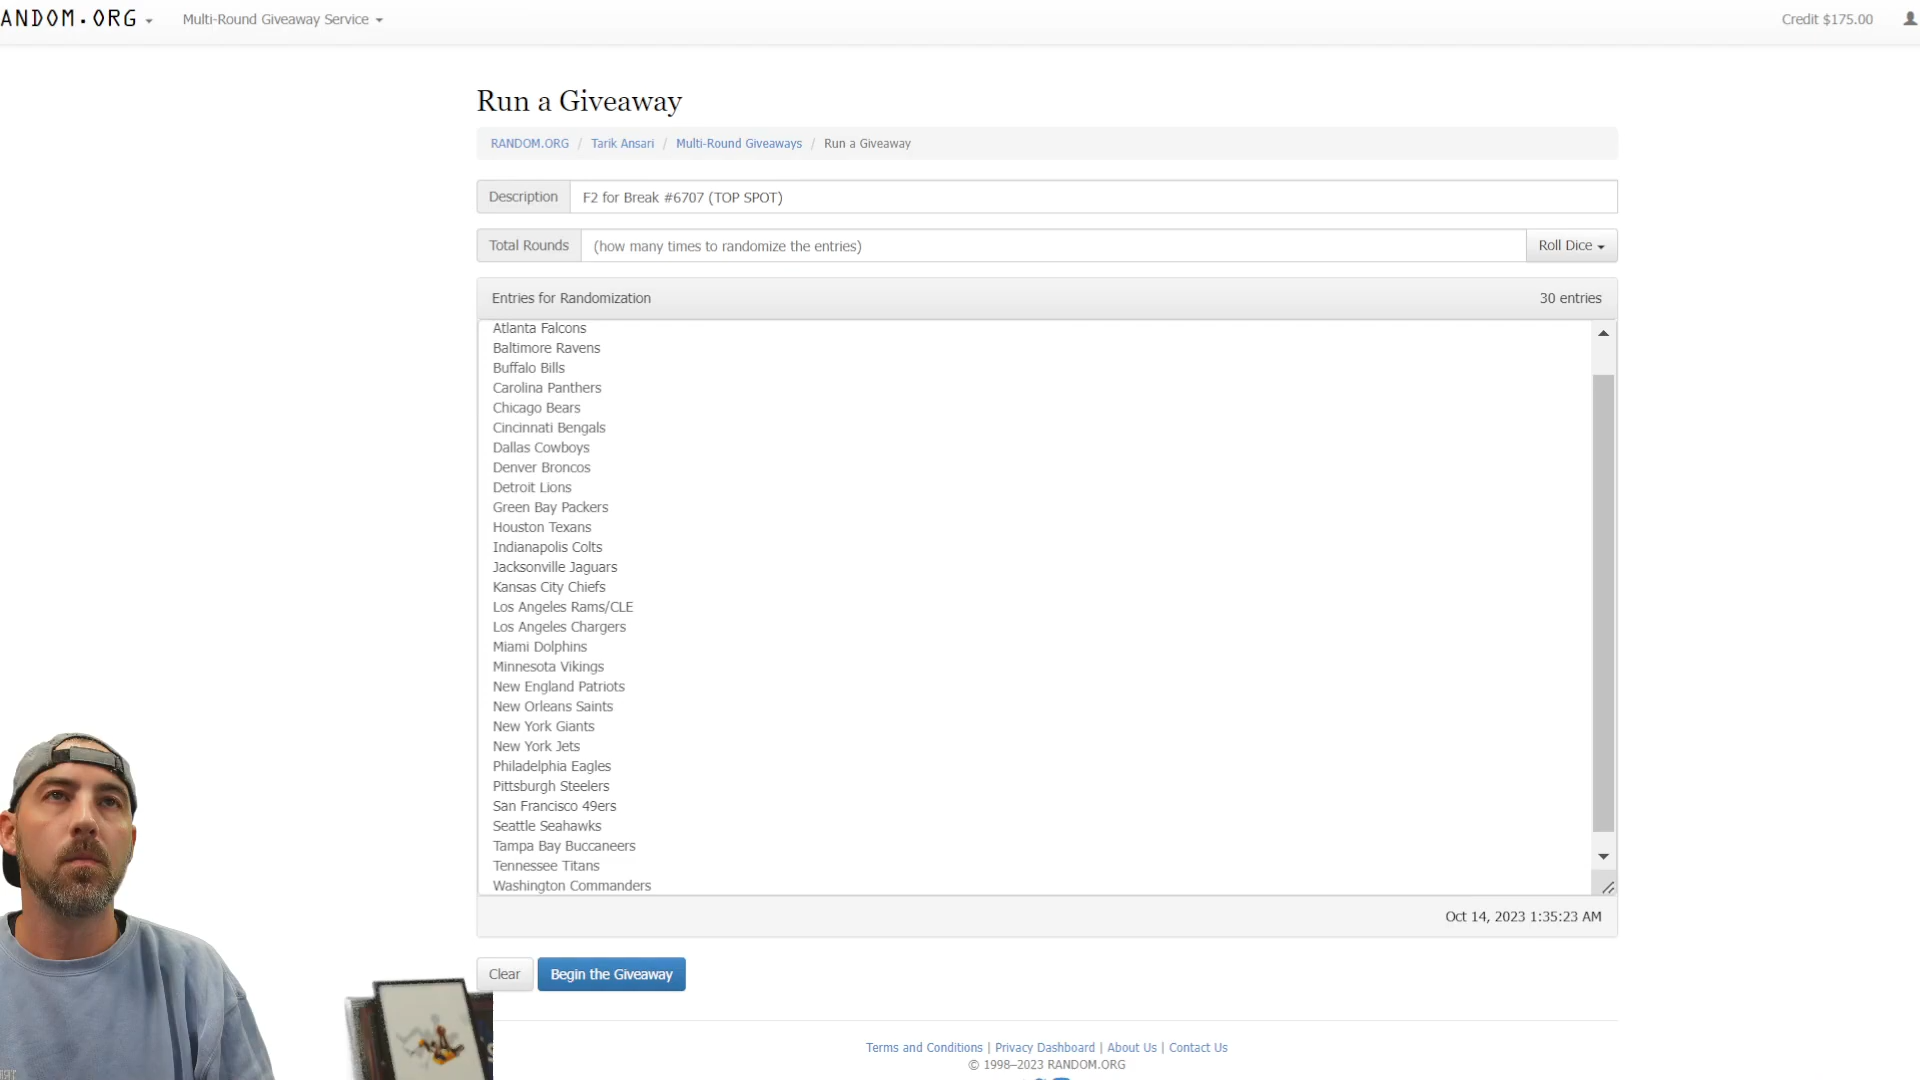 ANDOM.ORG
Multi-Round Giveaway Service
Credit $175.00
Run a Giveaway
RANDOM.ORG / Tarik Ansari / Multi-Round Giveaways / Run a Giveaway
Description F2 for Break #6707 (TOP SPOT)
Total Rounds (how many times to randomize the entries) Roll Dice
Entries for Randomization 30 entries
Atlanta Falcons
Baltimore Ravens
Buffalo Bills
Carolina Panthers
Chicago Bears
Cincinnati Bengals
Dallas Cowboys
Denver Broncos
Detroit Lions
Green Bay Packers
Houston Texans
Indianapolis Colts
Jacksonville Jaguars
Kansas City Chiefs
Los Angeles Rams/CLE
Los Angeles Chargers
Miami Dolphins
Minnesota Vikings
New England Patriots
New Orleans Saints
New York Giants
New York Jets
Philadelphia Eagles
Pittsburgh Steelers
San Francisco 49ers
Seattle Seahawks
Tampa Bay Buccaneers
Tennessee Titans
Washington Commanders
Oct 14, 2023 1:35:23 AM
Clear Begin the Giveaway
Terms and Conditions | Privacy Dashboard | About Us | Contact Us
© 1998–2023 RANDOM.ORG